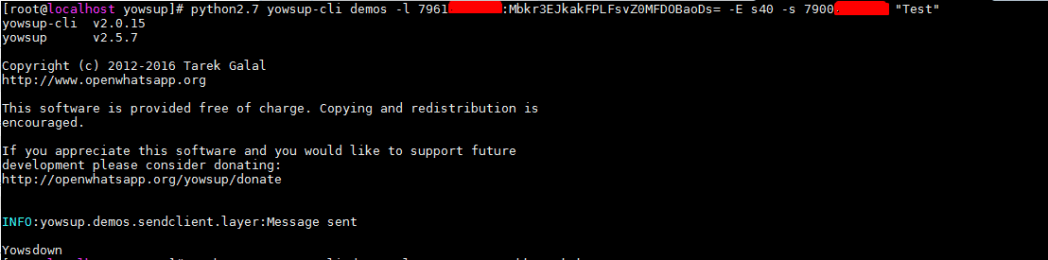 [root@localhost yowsup]# python2.7 yowsup-cli demos -l 7961 :Mbkr3EJkakFPLFsvZ0MFDOBaoDs= -E s40 -s 7900 "Test"
yowsup-cli  v2.0.15
yowsup      v2.5.7
Copyright (c) 2012-2016 Tarek Galal
http://www.openwhatsapp.org
This software is provided free of charge. Copying and redistribution is
encouraged.
If you appreciate this software and you would like to support future
development please consider donating:
http://openwhatsapp.org/yowsup/donate
INFO:yowsup.demos.sendclient.layer:Message sent
Yowsdown